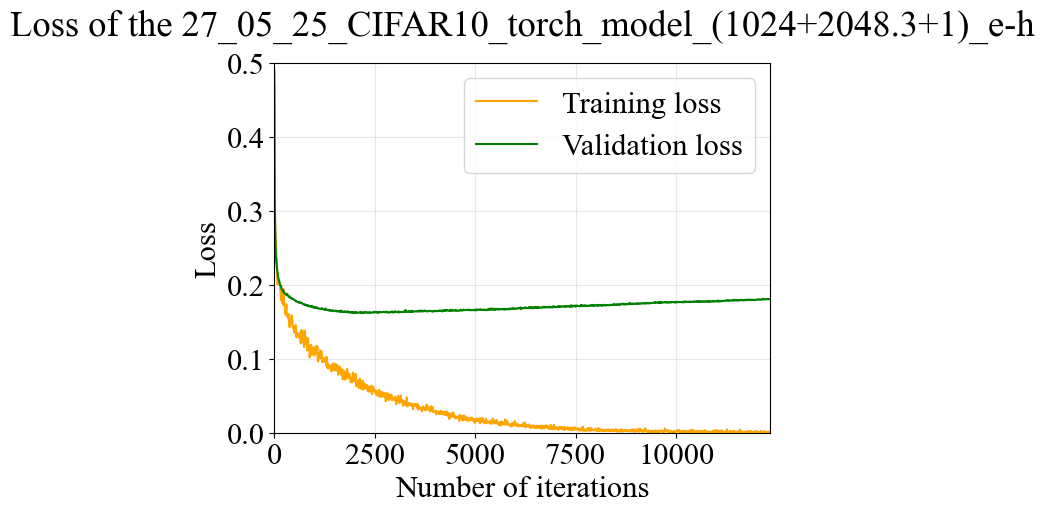 Loss of the 27_05_25_CIFAR10_torch_model_(1024+2048.3+1)_e-h
0.5
0.4
0.3
0.2
0.1
0.0
Loss
Training loss
Validation loss
0 2500 5000 7500 10000
Number of iterations